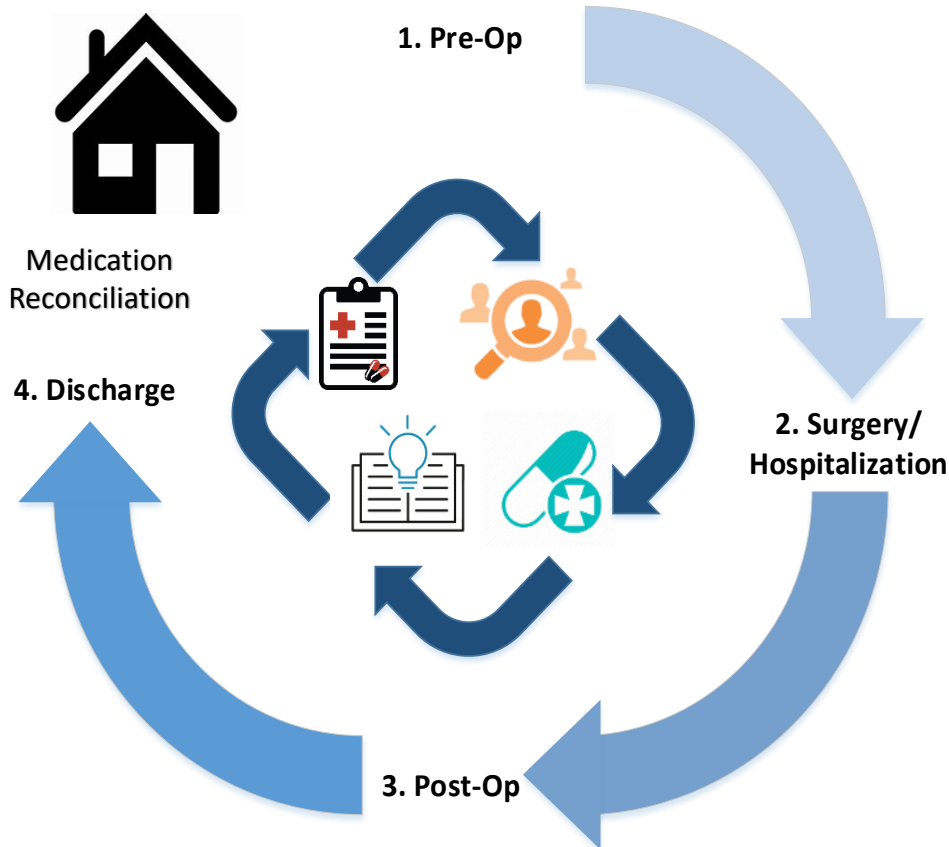 1. Pre-Op
Medication
Reconciliation
4. Discharge
2. Surgery/
Hospitalization
3. Post-Op